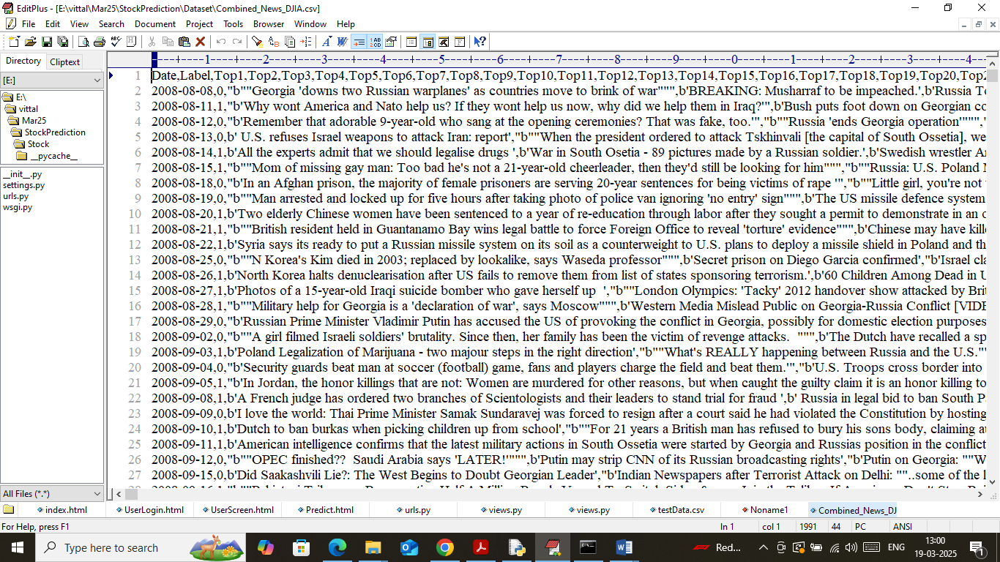 EditPlus - [E:\vittal\Mar25\StockPrediction\Dataset\Combined_News_DJIA.csv]
File Edit View Search Document Project Tools Browser Window Help
Directory Cliptext
[E:]
E:\
vittal
Mar25
StockPrediction
Stock
__pycache__
__init__.py
settings.py
urls.py
wsgi.py
All Files (*.*)
----+----1----+----2----+----3----+----4----+----5----+----6----+----7----+----8----+----9----+----0----+----1----+----2----+----3----+----4--
1 Date,Label,Top1,Top2,Top3,Top4,Top5,Top6,Top7,Top8,Top9,Top10,Top11,Top12,Top13,Top14,Top15,Top16,Top17,Top18,Top19,Top20,Top2
2 2008-08-08,0,"b""Georgia 'downs two Russian warplanes' as countries move to brink of war""",b'BREAKING: Musharraf to be impeached.',b'Russia To
3 2008-08-11,1,b'Why wont America and Nato help us? If they wont help us now, why did we help them in Iraq?',b'Bush puts foot down on Georgian co
4 2008-08-12,0,b'Remember that adorable 9-year-old who sang at the opening ceremonies? That was fake, too.',"b""Russia 'ends Georgia operation'""","
5 2008-08-13,0,b' U.S. refuses Israel weapons to attack Iran: report',"b""When the president ordered to attack Tskhinvali [the capital of South Ossetia], we
6 2008-08-14,1,b'All the experts admit that we should legalise drugs ',b'War in South Osetia - 89 pictures made by a Russian soldier.',b'Swedish wrestler A
7 2008-08-15,1,"b""Mom of missing gay man: Too bad he's not a 21-year-old cheerleader, then they'd still be looking for him""","b""Russia: U.S. Poland M
8 2008-08-18,0,b'In an Afghan prison, the majority of female prisoners are serving 20-year sentences for being victims of rape '","b""Little girl, you're not
9 2008-08-19,0,"b""Man arrested and locked up for five hours after taking photo of police van ignoring 'no entry' sign""",b'The US missile defence system
10 2008-08-20,1,b'Two elderly Chinese women have been sentenced to a year of re-education through labor after they sought a permit to demonstrate in an o
11 2008-08-21,1,"b""British resident held in Guantanamo Bay wins legal battle to force Foreign Office to reveal 'torture' evidence""",b'Chinese may have kill
12 2008-08-22,1,b'Syria says its ready to put a Russian missile system on its soil as a counterweight to U.S. plans to deploy a missile shield in Poland and th
13 2008-08-25,0,"b""N Korea's Kim died in 2003; replaced by lookalike, says Waseda professor""",b'Secret prison on Diego Garcia confirmed',"b'Israel cla
14 2008-08-26,1,b'North Korea halts denuclearisation after US fails to remove them from list of states sponsoring terrorism.',b'60 Children Among Dead in U
15 2008-08-27,1,b'Photos of a 15-year-old Iraqi suicide bomber who gave herself up  ',"b""London Olympics: 'Tacky' 2012 handover show attacked by Brit
16 2008-08-28,1,"b""Military help for Georgia is a 'declaration of war', says Moscow""",b'Western Media Mislead Public on Georgia-Russia Conflict [VIDE
17 2008-08-29,0,b'Russian Prime Minister Vladimir Putin has accused the US of provoking the conflict in Georgia, possibly for domestic election purposes
18 2008-09-02,0,"b""A girl filmed Israeli soldiers' brutality. Since then, her family has been the victim of revenge attacks.  """,b'The Dutch have recalled a sp
19 2008-09-03,1,b'Poland Legalization of Marijuana - two majour steps in the right direction',"b""What's REALLY happening between Russia and the U.S.""
20 2008-09-04,0,"b'Security guards beat man at soccer (football) game, fans and players charge the field and beat them.'","b'U.S. Troops cross border into
21 2008-09-05,1,"b'In Jordan, the honor killings that are not: Women are murdered for other reasons, but when caught the guilty claim it is an honor killing to
22 2008-09-08,1,b'A French judge has ordered two branches of Scientologists and their leaders to stand trial for fraud ',b' Russia in legal bid to ban South P
23 2008-09-09,0,b'I love the world: Thai Prime Minister Samak Sundaravej was forced to resign after a court said he had violated the Constitution by hosting
24 2008-09-10,1,b'Dutch to ban burkas when picking children up from school',"b""For 21 years a British man has refused to bury his sons body, claiming a
25 2008-09-11,1,b'American intelligence confirms that the latest military actions in South Ossetia were started by Georgia and Russias position in the conflict
26 2008-09-12,0,"b""OPEC finished??  Saudi Arabia says 'LATER!'""",b'Putin may strip CNN of its Russian broadcasting rights',"b'Putin on Georgia: ""W
27 2008-09-15,0,b'Did Saakashvili Lie?: The West Begins to Doubt Georgian Leader',"b'Indian Newspapers after Terrorist Attack on Delhi: ""..some of the l
index.html UserLogin.html UserScreen.html Predict.html urls.py views.py views.py testData.csv Noname1 Combined_News_DJ
For Help, press F1 ln 1 col 1 1991 44 PC ANSI
Type here to search Red... ENG 13:00
19-03-2025 1